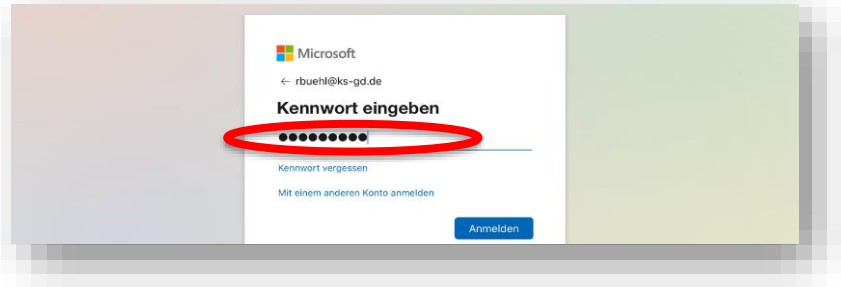 Microsoft
← rbuehl@ks-gd.de
Kennwort eingeben
●●●●●●●●●
Kennwort vergessen
Mit einem anderen Konto anmelden
Anmelden